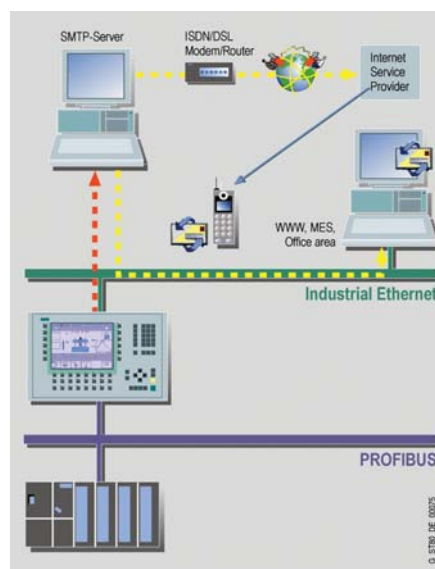 SMTP-Server
ISDN/DSL
Modem/Router
Internet
Service
Provider
WWW, MES,
Office area
Industrial Ethernet
PROFIBUS
G_ST80_DE_00075